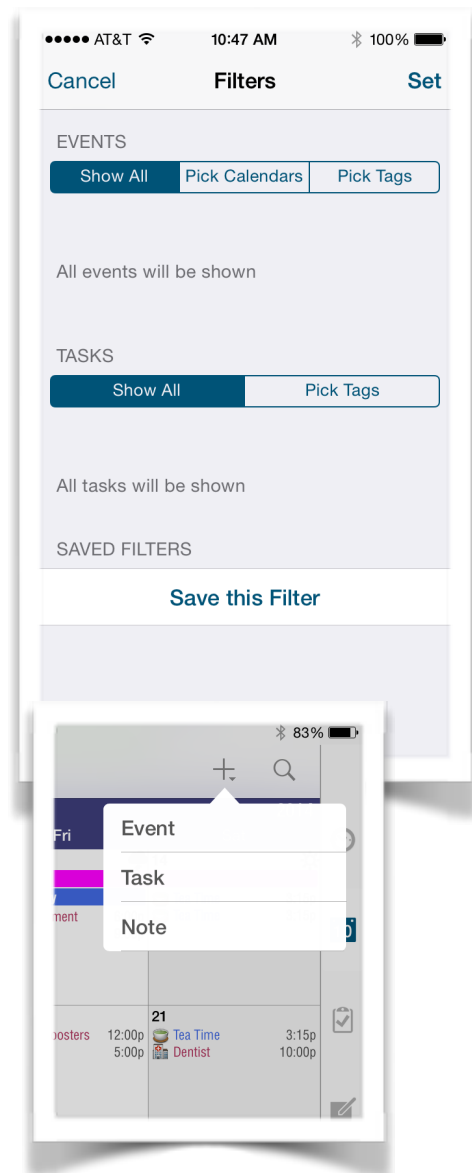 AT&T 10:47 AM 100%
Cancel Filters Set
EVENTS
Show All Pick Calendars Pick Tags
All events will be shown
TASKS
Show All Pick Tags
All tasks will be shown
SAVED FILTERS
Save this Filter
83%
Fri
Event
Task
Note
21
12:00p Tea Time 3:15p
5:00p Dentist 10:00p